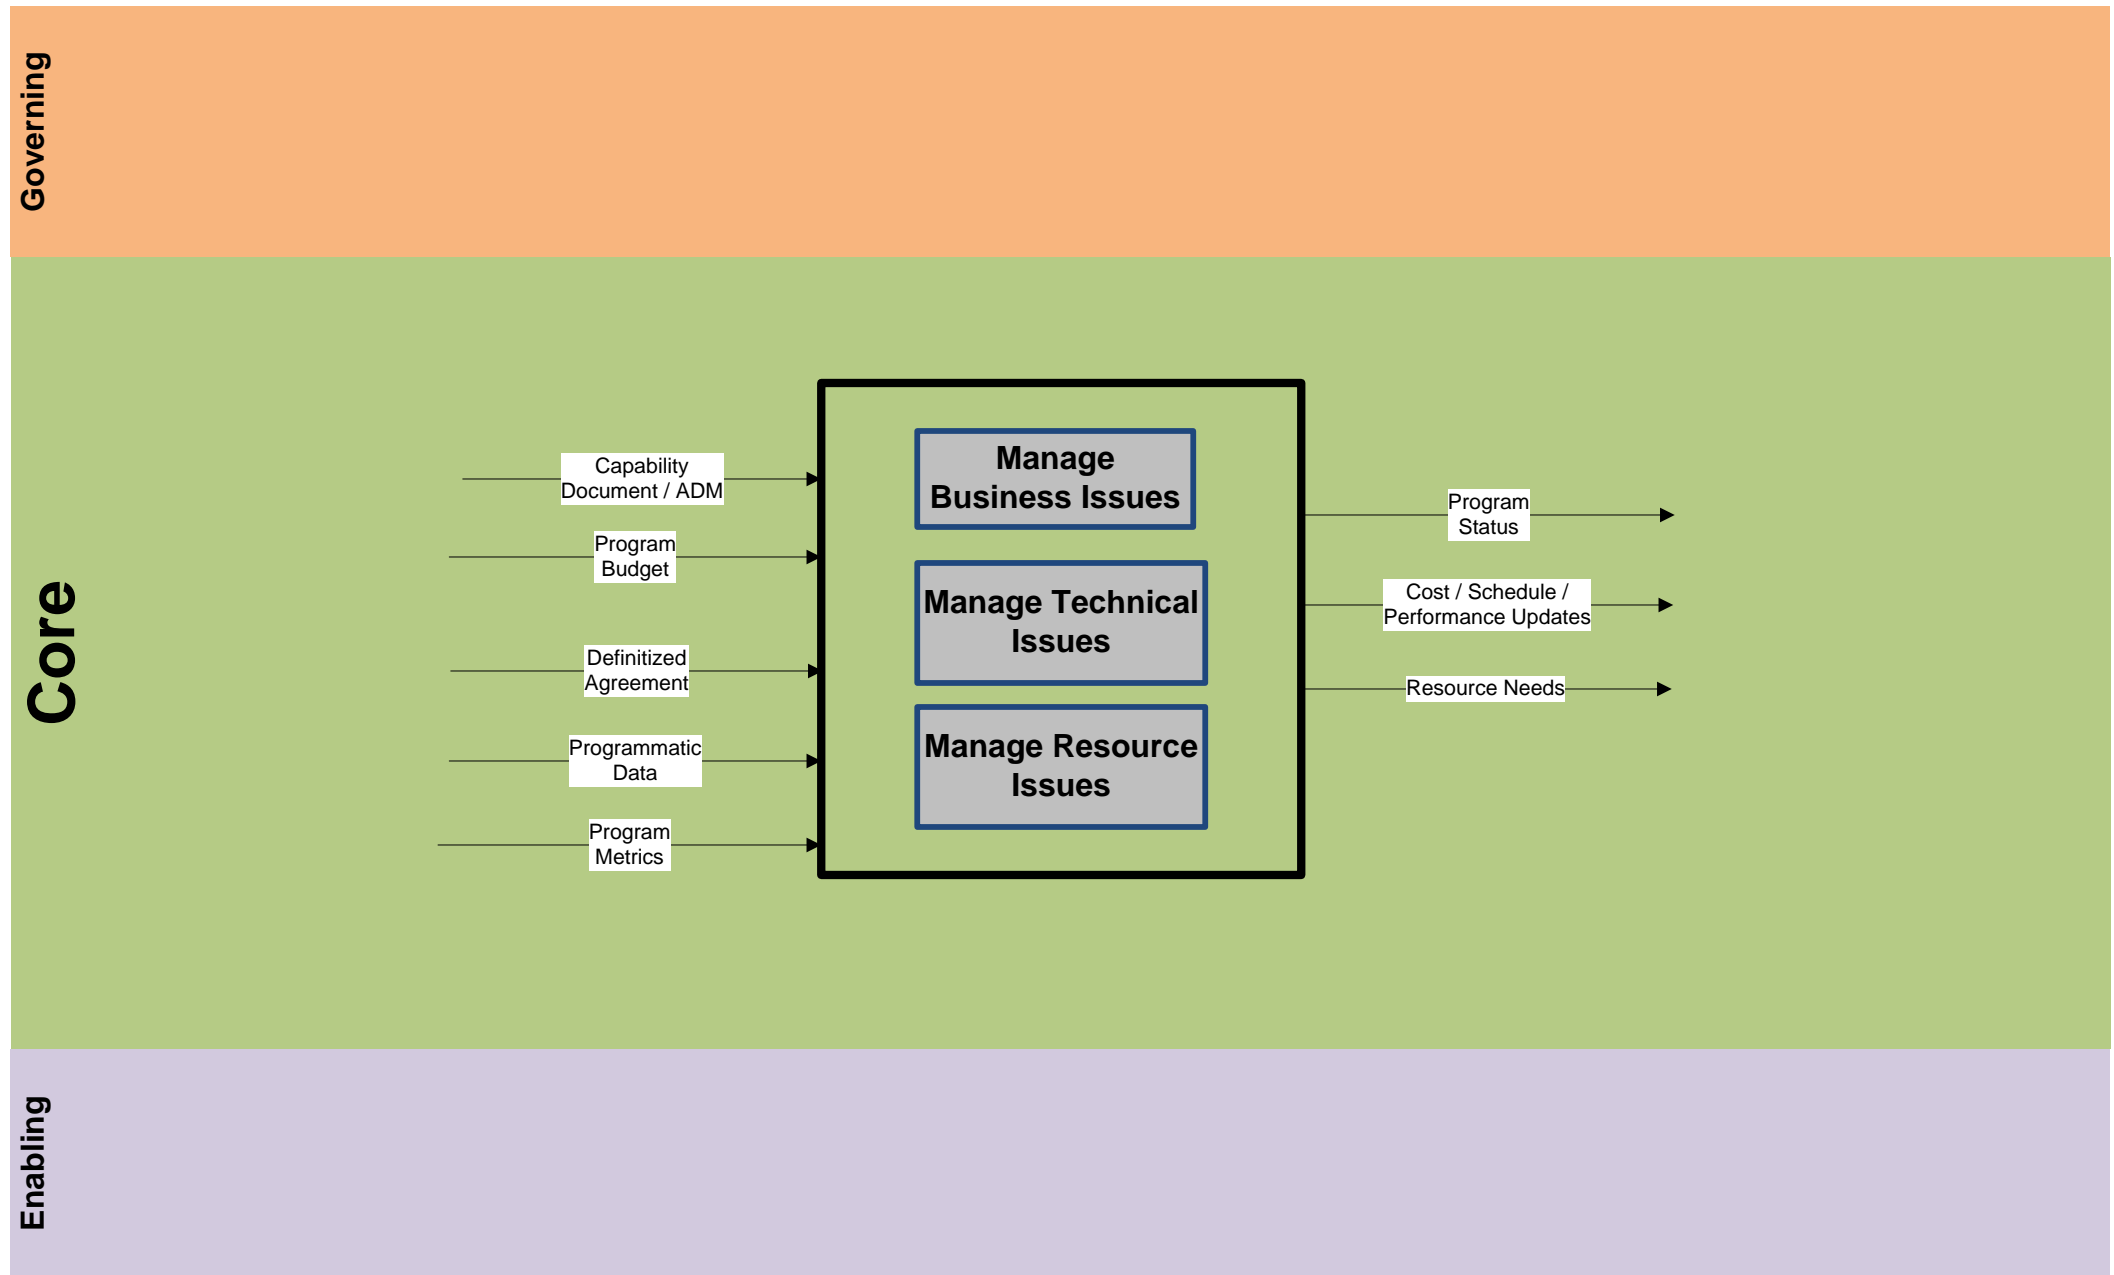 Governing
Core
Capability
Document / ADM
Program
Budget
Definitized
Agreement
Programmatic
Data
Program
Metrics
Manage
Business Issues
Manage Technical
Issues
Manage Resource
Issues
Program
Status
Cost / Schedule /
Performance Updates
Resource Needs
Enabling